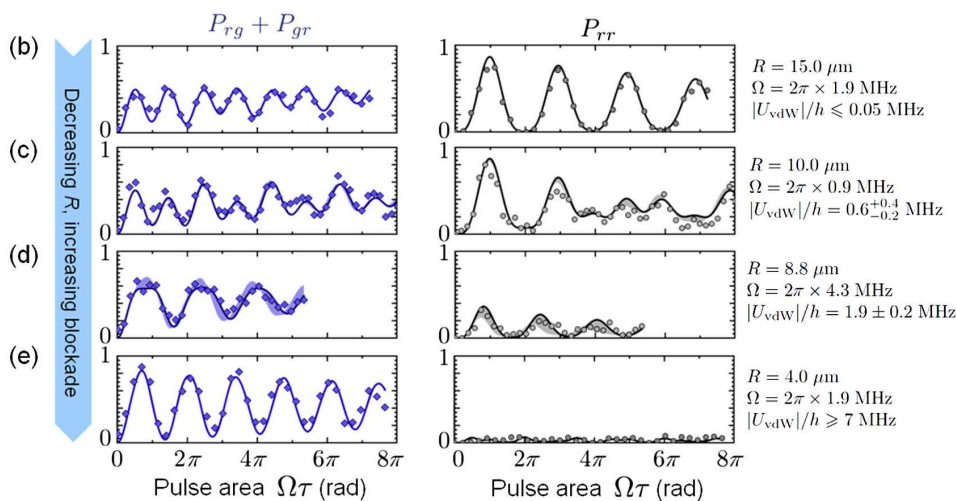 P_rg + P_gr
P_rr
Decreasing R, increasing blockade
(b)
1
0
1
0
R = 15.0 μm
Ω = 2π × 1.9 MHz
|U_vdW|/h ⩽ 0.05 MHz
(c)
1
0
1
0
R = 10.0 μm
Ω = 2π × 0.9 MHz
|U_vdW|/h = 0.6^{+0.4}_{−0.2} MHz
(d)
1
0
1
0
R = 8.8 μm
Ω = 2π × 4.3 MHz
|U_vdW|/h = 1.9 ± 0.2 MHz
(e)
1
0
1
0
R = 4.0 μm
Ω = 2π × 1.9 MHz
|U_vdW|/h ⩾ 7 MHz
0 2π 4π 6π 8π
0 2π 4π 6π 8π
Pulse area Ωτ (rad)
Pulse area Ωτ (rad)